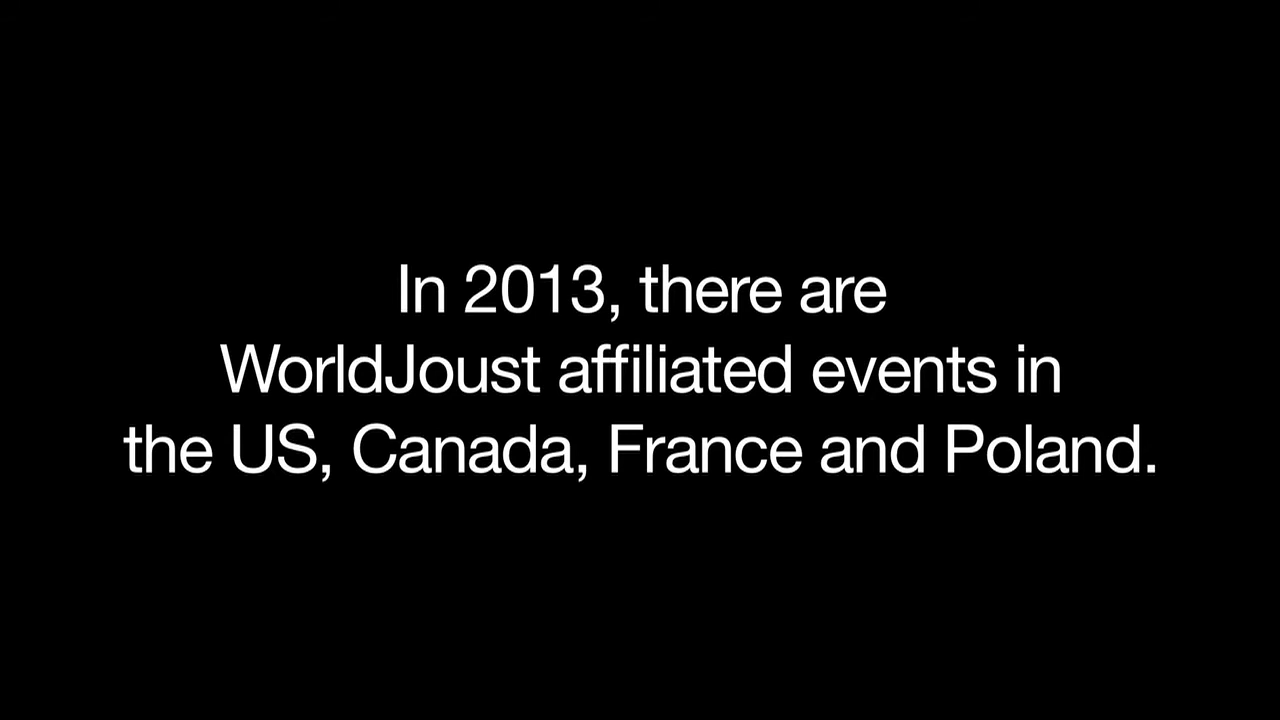 In 2013, there are
WorldJoust affiliated events in
the US, Canada, France and Poland.